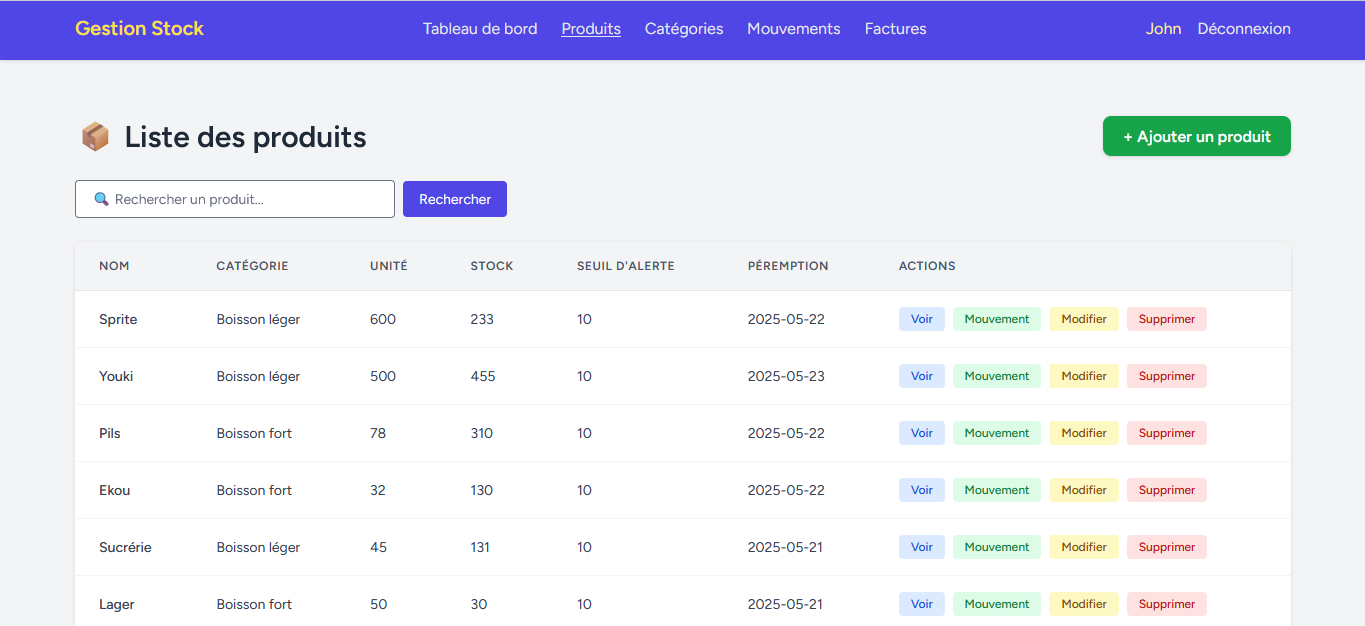 Gestion Stock Tableau de bord Produits Catégories Mouvements Factures John Déconnexion
Liste des produits + Ajouter un produit
Rechercher un produit... Rechercher
NOM CATÉGORIE UNITÉ STOCK SEUIL D'ALERTE PÉREMPTION ACTIONS
Sprite Boisson léger 600 233 10 2025-05-22 Voir Mouvement Modifier Supprimer
Youki Boisson léger 500 455 10 2025-05-23 Voir Mouvement Modifier Supprimer
Pils Boisson fort 78 310 10 2025-05-22 Voir Mouvement Modifier Supprimer
Ekou Boisson fort 32 130 10 2025-05-22 Voir Mouvement Modifier Supprimer
Sucrérie Boisson léger 45 131 10 2025-05-21 Voir Mouvement Modifier Supprimer
Lager Boisson fort 50 30 10 2025-05-21 Voir Mouvement Modifier Supprimer